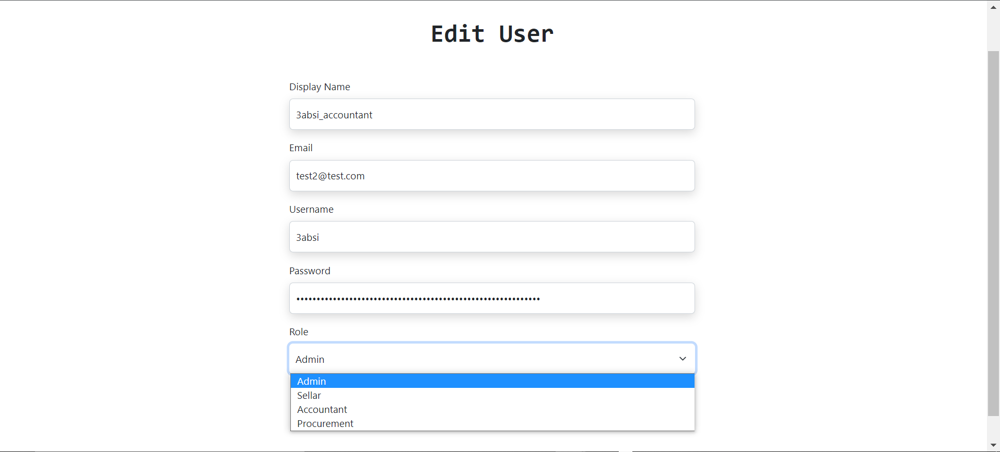 Edit User
Display Name
3absi_accountant
Email
test2@test.com
Username
3absi
Password
••••••••••••••••••••••••••••••••••••••••••••••••••••••••••••
Role
Admin
Admin
Sellar
Accountant
Procurement